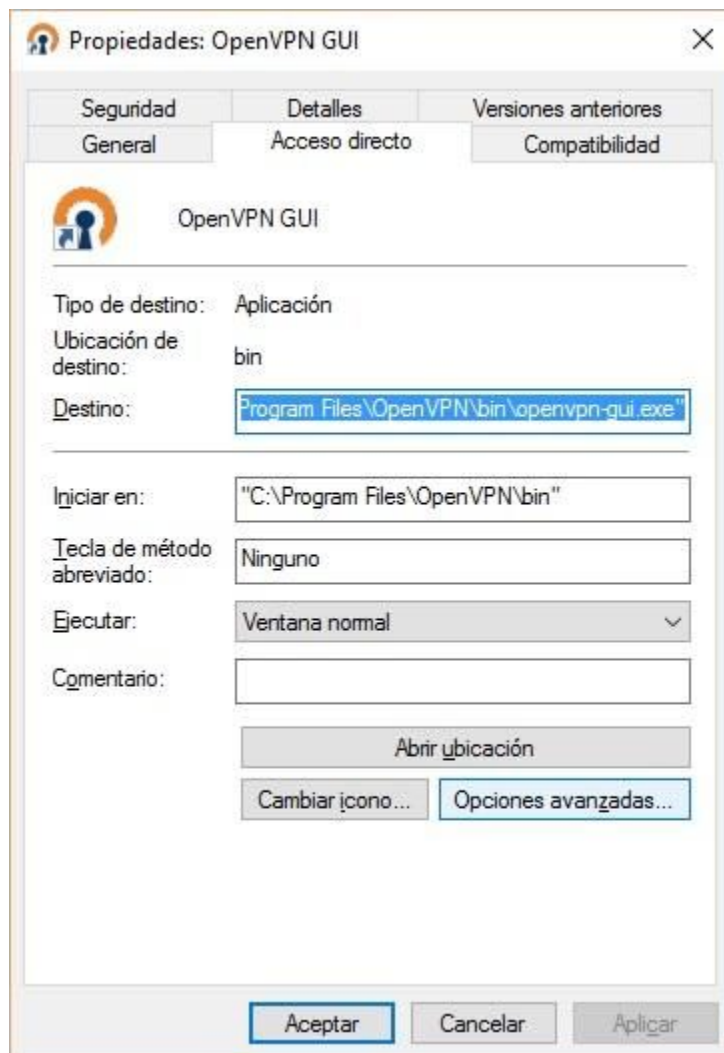 Propiedades: OpenVPN GUI
Seguridad Detalles Versiones anteriores
General Acceso directo Compatibilidad
OpenVPN GUI
Tipo de destino: Aplicación
Ubicación de
destino: bin
Destino: Program Files\OpenVPN\bin\openvpn-gui.exe"
Iniciar en: "C:\Program Files\OpenVPN\bin"
Tecla de método
abreviado: Ninguno
Ejecutar: Ventana normal
Comentario:
Abrir ubicación
Cambiar icono... Opciones avanzadas...
Aceptar Cancelar Aplicar